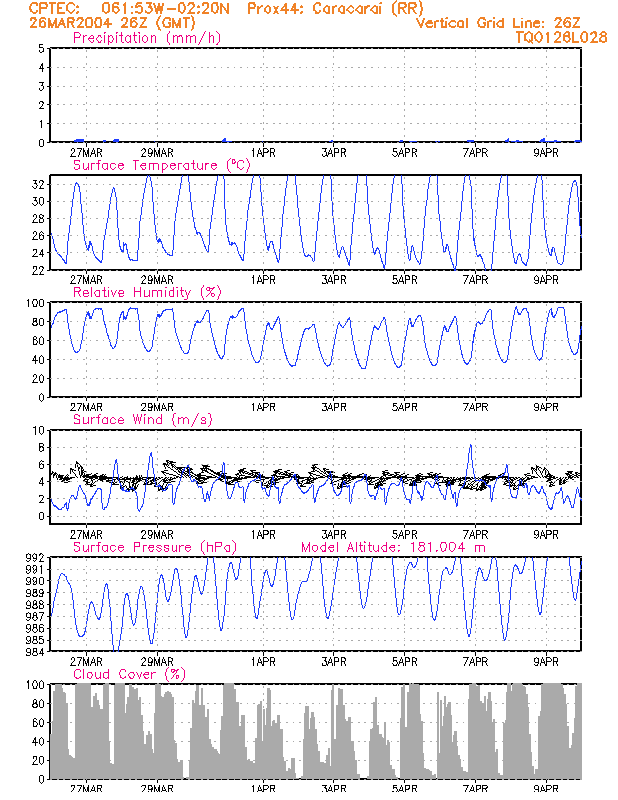 CPTEC: 061:53W-02:20N Prox44: Caracarai (RR)
26MAR2004 26Z (GMT) Vertical Grid Line: 26Z
Precipitation (mm/h) TQ0126L028
5
4
3
2
1
0
27MAR 29MAR 1APR 3APR 5APR 7APR 9APR
Surface Temperature (°C)
32
30
28
26
24
22
27MAR 29MAR 1APR 3APR 5APR 7APR 9APR
Relative Humidity (%)
100
80
60
40
20
0
27MAR 29MAR 1APR 3APR 5APR 7APR 9APR
Surface Wind (m/s)
10
8
6
4
2
0
27MAR 29MAR 1APR 3APR 5APR 7APR 9APR
Surface Pressure (hPa) Model Altitude: 181.004 m
992
991
990
989
988
987
986
985
984
27MAR 29MAR 1APR 3APR 5APR 7APR 9APR
Cloud Cover (%)
100
80
60
40
20
0
27MAR 29MAR 1APR 3APR 5APR 7APR 9APR